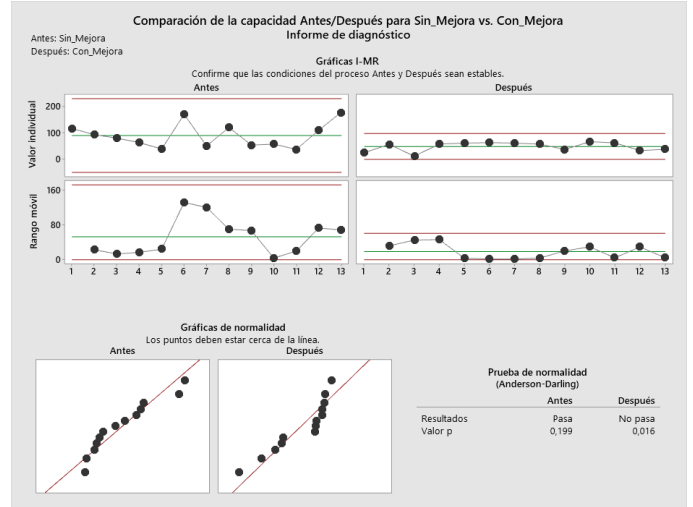 Comparación de la capacidad Antes/Después para Sin_Mejora vs. Con_Mejora
Informe de diagnóstico
Antes: Sin_Mejora
Después: Con_Mejora
Gráficas I-MR
Confirme que las condiciones del proceso Antes y Después sean estables.
Antes
Después
Valor individual
200
100
0
Rango móvil
160
80
0
1 2 3 4 5 6 7 8 9 10 11 12 13
1 2 3 4 5 6 7 8 9 10 11 12 13
Gráficas de normalidad
Los puntos deben estar cerca de la línea.
Antes
Después
Prueba de normalidad
(Anderson-Darling)
Antes Después
Resultados Pasa No pasa
Valor p 0,199 0,016